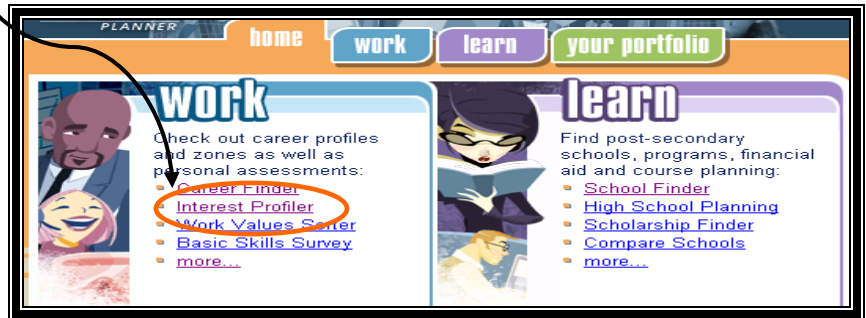 PLANNER
home work learn your portfolio
work
Check out career profiles
and zones as well as
personal assessments:
Career Finder
Interest Profiler
Work Values Sorter
Basic Skills Survey
more...
learn
Find post-secondary
schools, programs, financial
aid and course planning:
School Finder
High School Planning
Scholarship Finder
Compare Schools
more...